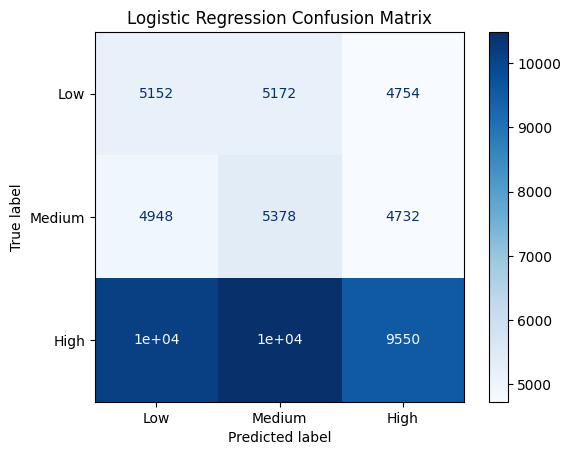 Logistic Regression Confusion Matrix
Low 5152 5172 4754
Medium 4948 5378 4732
High 1e+04 1e+04 9550
Low Medium High
Predicted label
True label
10000
9000
8000
7000
6000
5000